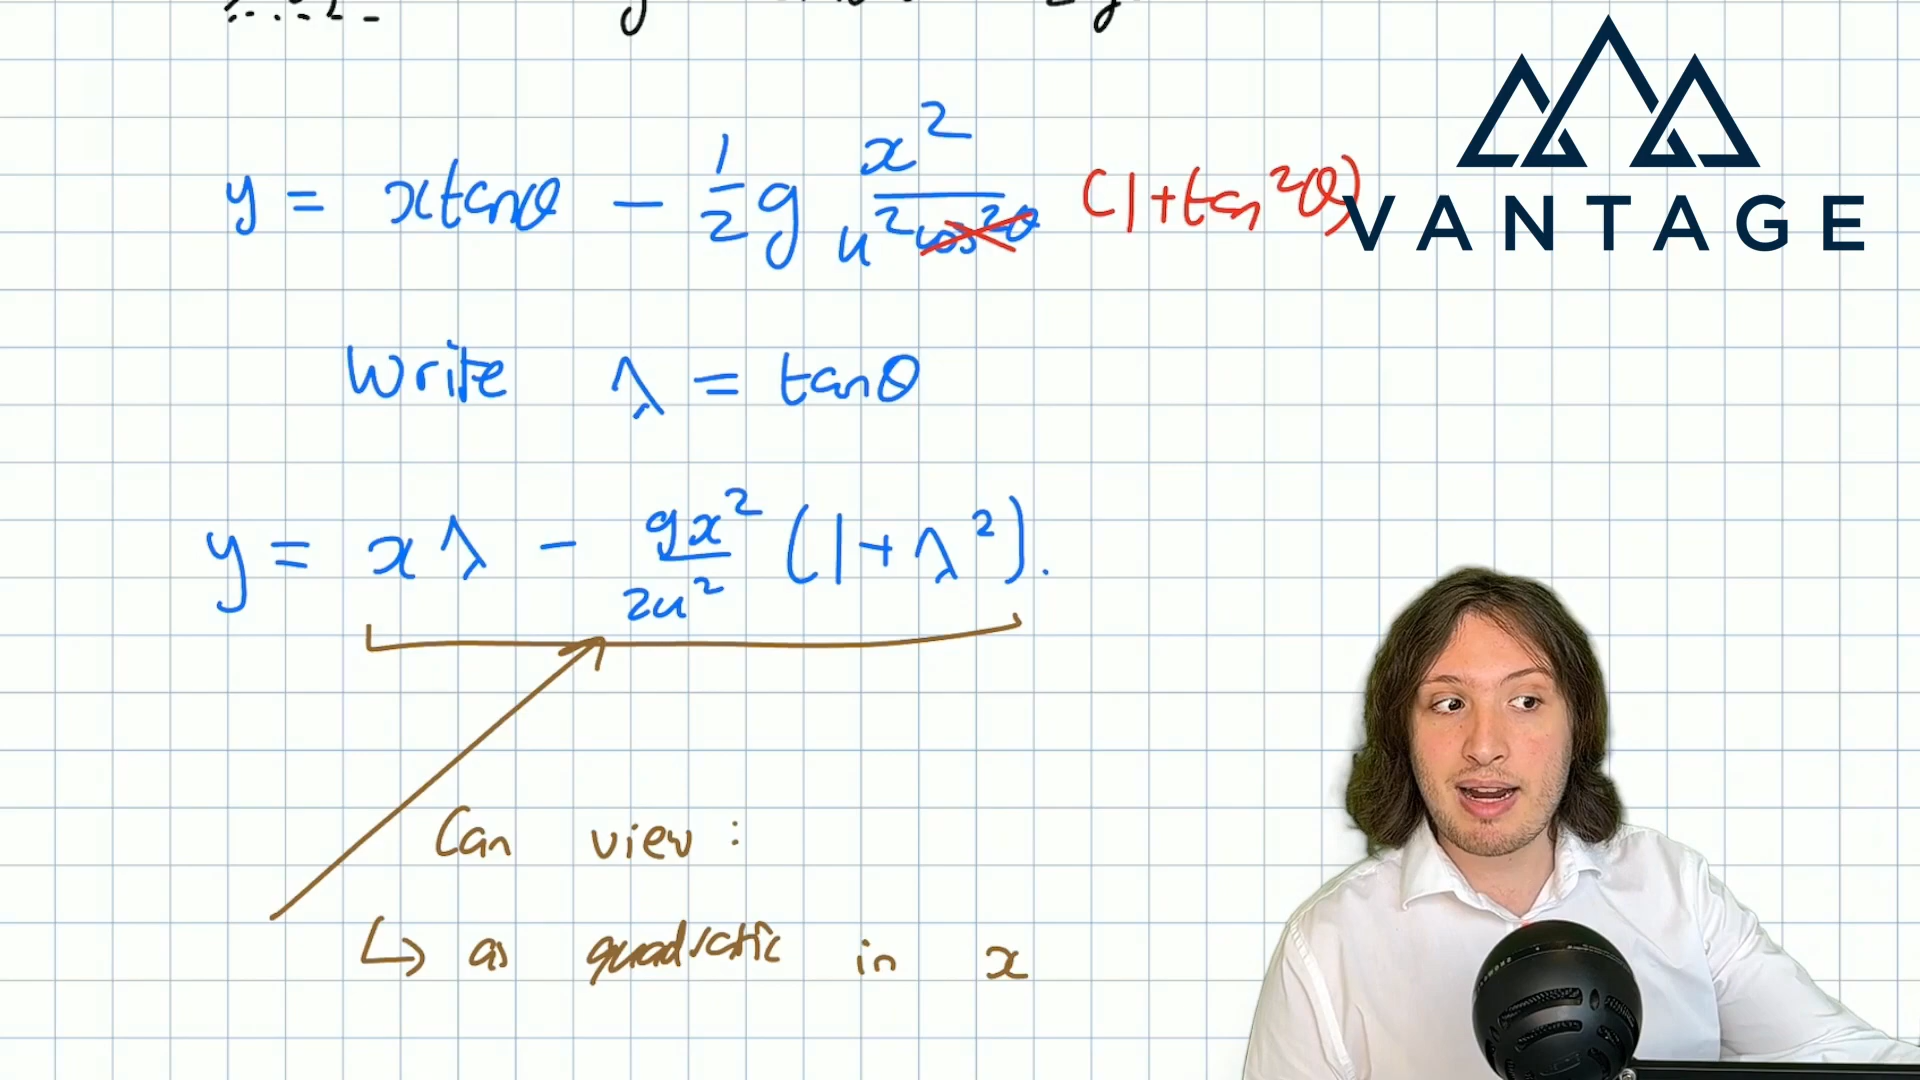 y = x tanθ - 1/2 g x²/u² cos²θ (1 + tan²θ)
VANTAGE
Write λ = tanθ
y = xλ - gx²/2u² (1 + λ²).
Can view :
↳ as quadratic in x